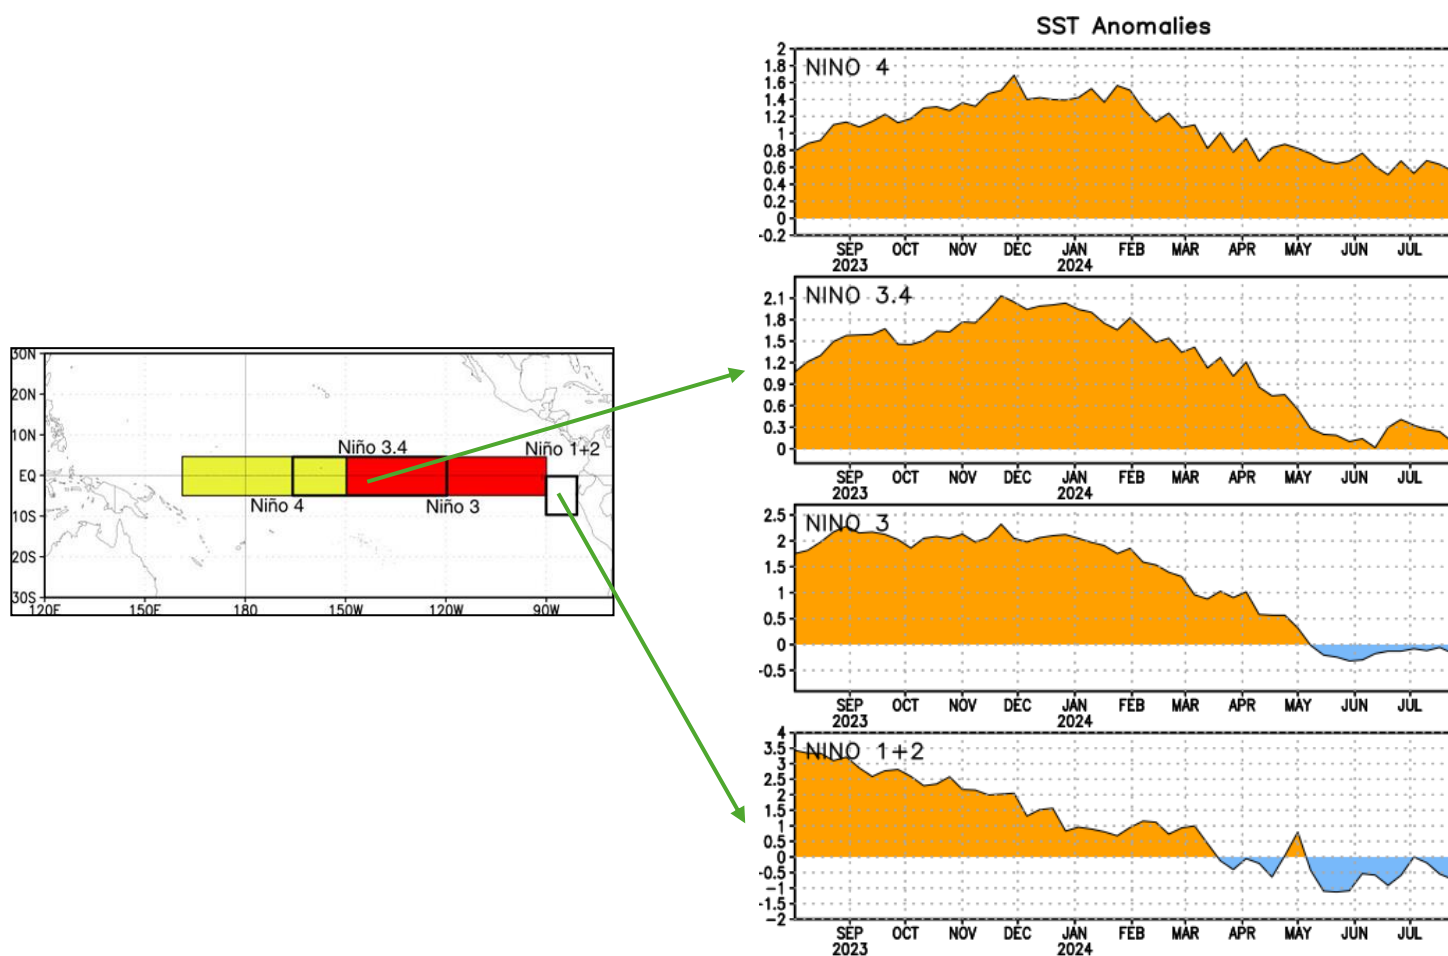 SST Anomalies
30N
20N
10N
EQ
10S
20S
30S
120E
150E
180
150W
120W
90W
Niño 3.4
Niño 1+2
Niño 4
Niño 3
NINO 4
2
1.8
1.6
1.4
1.2
1
0.8
0.6
0.4
0.2
0
-0.2
SEP OCT NOV DEC JAN FEB MAR APR MAY JUN JUL
2023 2024
NINO 3.4
2.1
1.8
1.5
1.2
0.9
0.6
0.3
0
SEP OCT NOV DEC JAN FEB MAR APR MAY JUN JUL
2023 2024
NINO 3
2.5
2
1.5
1
0.5
0
-0.5
SEP OCT NOV DEC JAN FEB MAR APR MAY JUN JUL
2023 2024
NINO 1+2
4
3.5
3
2.5
2
1.5
1
0.5
0
-0.5
-1
-1.5
-2
SEP OCT NOV DEC JAN FEB MAR APR MAY JUN JUL
2023 2024